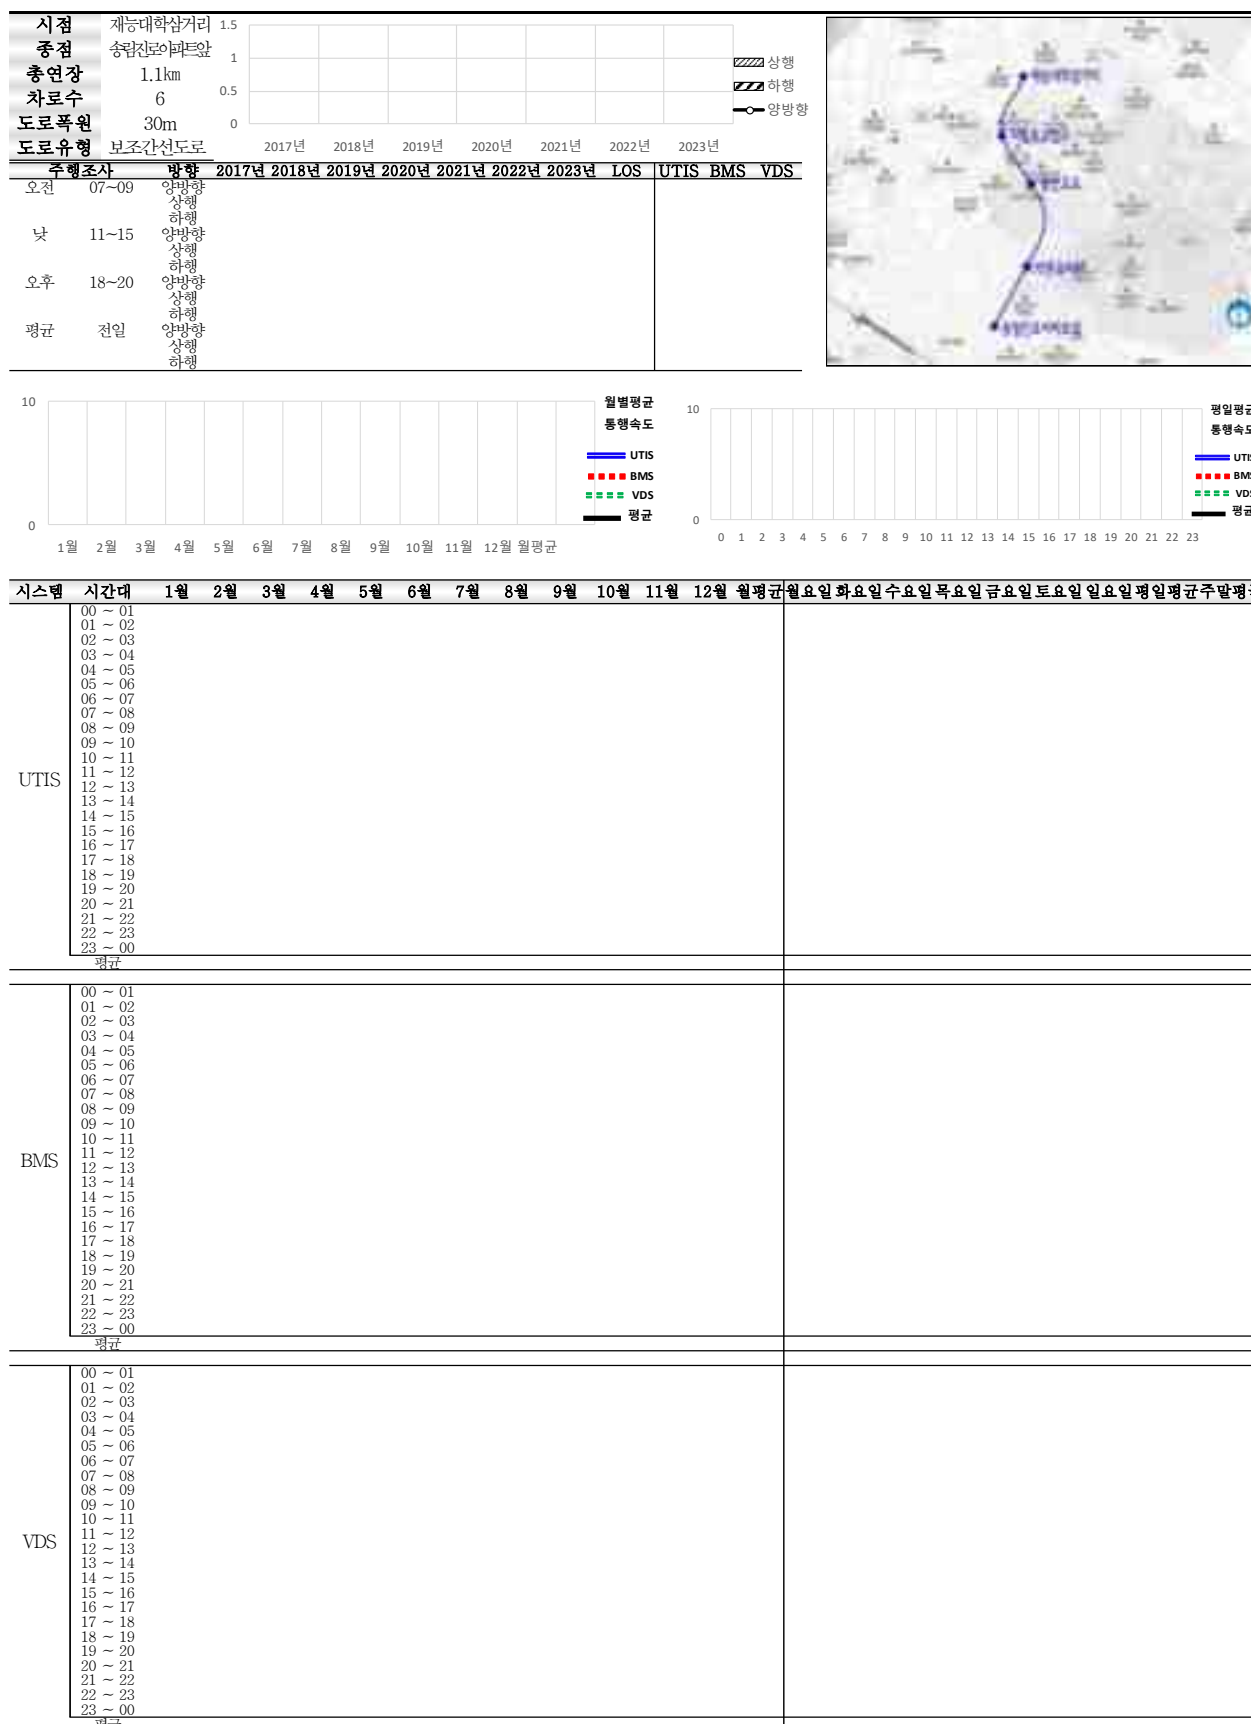 시점 재능대학삼거리
종점 송림진로아파트앞
총연장 1.1km
차로수 6
도로폭원 30m
도로유형 보조간선도로
1.5
1
0.5
0
2017년 2018년 2019년 2020년 2021년 2022년 2023년
상행
하행
양방향
주행조사 방향 2017년 2018년 2019년 2020년 2021년 2022년 2023년 LOS UTIS BMS VDS
오전 07~09 양방향
상행
하행
낮 11~15 양방향
상행
하행
오후 18~20 양방향
상행
하행
평균 전일 양방향
상행
하행
10
0
1월 2월 3월 4월 5월 6월 7월 8월 9월 10월 11월 12월 월평균
월별평균
통행속도
UTIS
BMS
VDS
평균
10
0
0 1 2 3 4 5 6 7 8 9 10 11 12 13 14 15 16 17 18 19 20 21 22 23
평일평균
통행속도
UTIS
BMS
VDS
평균
시스템 시간대 1월 2월 3월 4월 5월 6월 7월 8월 9월 10월 11월 12월 월평균 월요일 화요일 수요일 목요일 금요일 토요일 일요일 평일평균 주말평균
UTIS
00 ~ 01
01 ~ 02
02 ~ 03
03 ~ 04
04 ~ 05
05 ~ 06
06 ~ 07
07 ~ 08
08 ~ 09
09 ~ 10
10 ~ 11
11 ~ 12
12 ~ 13
13 ~ 14
14 ~ 15
15 ~ 16
16 ~ 17
17 ~ 18
18 ~ 19
19 ~ 20
20 ~ 21
21 ~ 22
22 ~ 23
23 ~ 00
평균
BMS
00 ~ 01
01 ~ 02
02 ~ 03
03 ~ 04
04 ~ 05
05 ~ 06
06 ~ 07
07 ~ 08
08 ~ 09
09 ~ 10
10 ~ 11
11 ~ 12
12 ~ 13
13 ~ 14
14 ~ 15
15 ~ 16
16 ~ 17
17 ~ 18
18 ~ 19
19 ~ 20
20 ~ 21
21 ~ 22
22 ~ 23
23 ~ 00
평균
VDS
00 ~ 01
01 ~ 02
02 ~ 03
03 ~ 04
04 ~ 05
05 ~ 06
06 ~ 07
07 ~ 08
08 ~ 09
09 ~ 10
10 ~ 11
11 ~ 12
12 ~ 13
13 ~ 14
14 ~ 15
15 ~ 16
16 ~ 17
17 ~ 18
18 ~ 19
19 ~ 20
20 ~ 21
21 ~ 22
22 ~ 23
23 ~ 00
평균